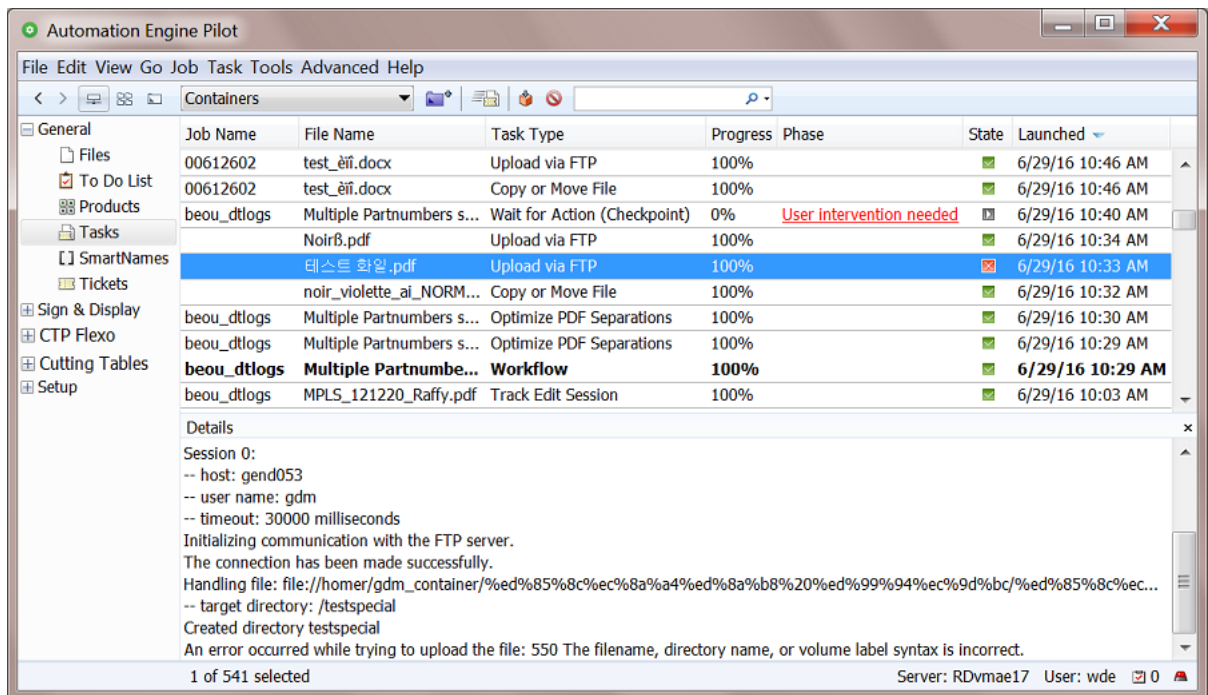 Automation Engine Pilot
File Edit View Go Job Task Tools Advanced Help
Containers
General
Files
To Do List
Products
Tasks
SmartNames
Tickets
Sign & Display
CTP Flexo
Cutting Tables
Setup
Job Name File Name Task Type Progress Phase State Launched
00612602 test_èïî.docx Upload via FTP 100% 6/29/16 10:46 AM
00612602 test_èïî.docx Copy or Move File 100% 6/29/16 10:46 AM
beou_dtlogs Multiple Partnumbers s... Wait for Action (Checkpoint) 0% User intervention needed 6/29/16 10:40 AM
Noirß.pdf Upload via FTP 100% 6/29/16 10:34 AM
테스트 화일.pdf Upload via FTP 100% 6/29/16 10:33 AM
noir_violette_ai_NORM... Copy or Move File 100% 6/29/16 10:32 AM
beou_dtlogs Multiple Partnumbers s... Optimize PDF Separations 100% 6/29/16 10:30 AM
beou_dtlogs Multiple Partnumbers s... Optimize PDF Separations 100% 6/29/16 10:29 AM
beou_dtlogs Multiple Partnumbe... Workflow 100% 6/29/16 10:29 AM
beou_dtlogs MPLS_121220_Raffy.pdf Track Edit Session 100% 6/29/16 10:03 AM
Details
Session 0:
-- host: gend053
-- user name: gdm
-- timeout: 30000 milliseconds
Initializing communication with the FTP server.
The connection has been made successfully.
Handling file: file://homer/gdm_container/%ed%85%8c%ec%8a%a4%ed%8a%b8%20%ed%99%94%ec%9d%bc/%ed%85%8c%ec...
-- target directory: /testspecial
Created directory testspecial
An error occurred while trying to upload the file: 550 The filename, directory name, or volume label syntax is incorrect.
1 of 541 selected
Server: RDvmae17 User: wde 0